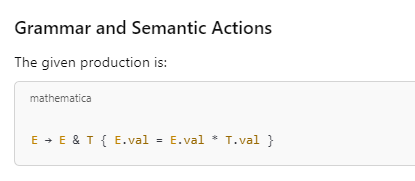 Grammar and Semantic Actions
The given production is:
mathematica
E → E & T { E.val = E.val * T.val }